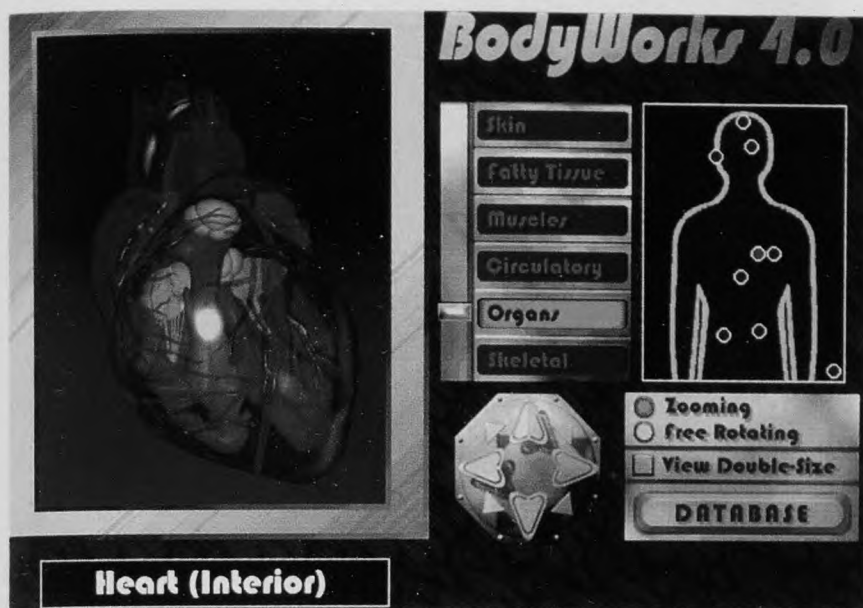 BodyWorks 4.0
Skin
Fatty Tissue
Muscles
Circulatory
Organs
Skeletal
Zooming
Free Rotating
View Double-Size
DATABASE
Heart (Interior)